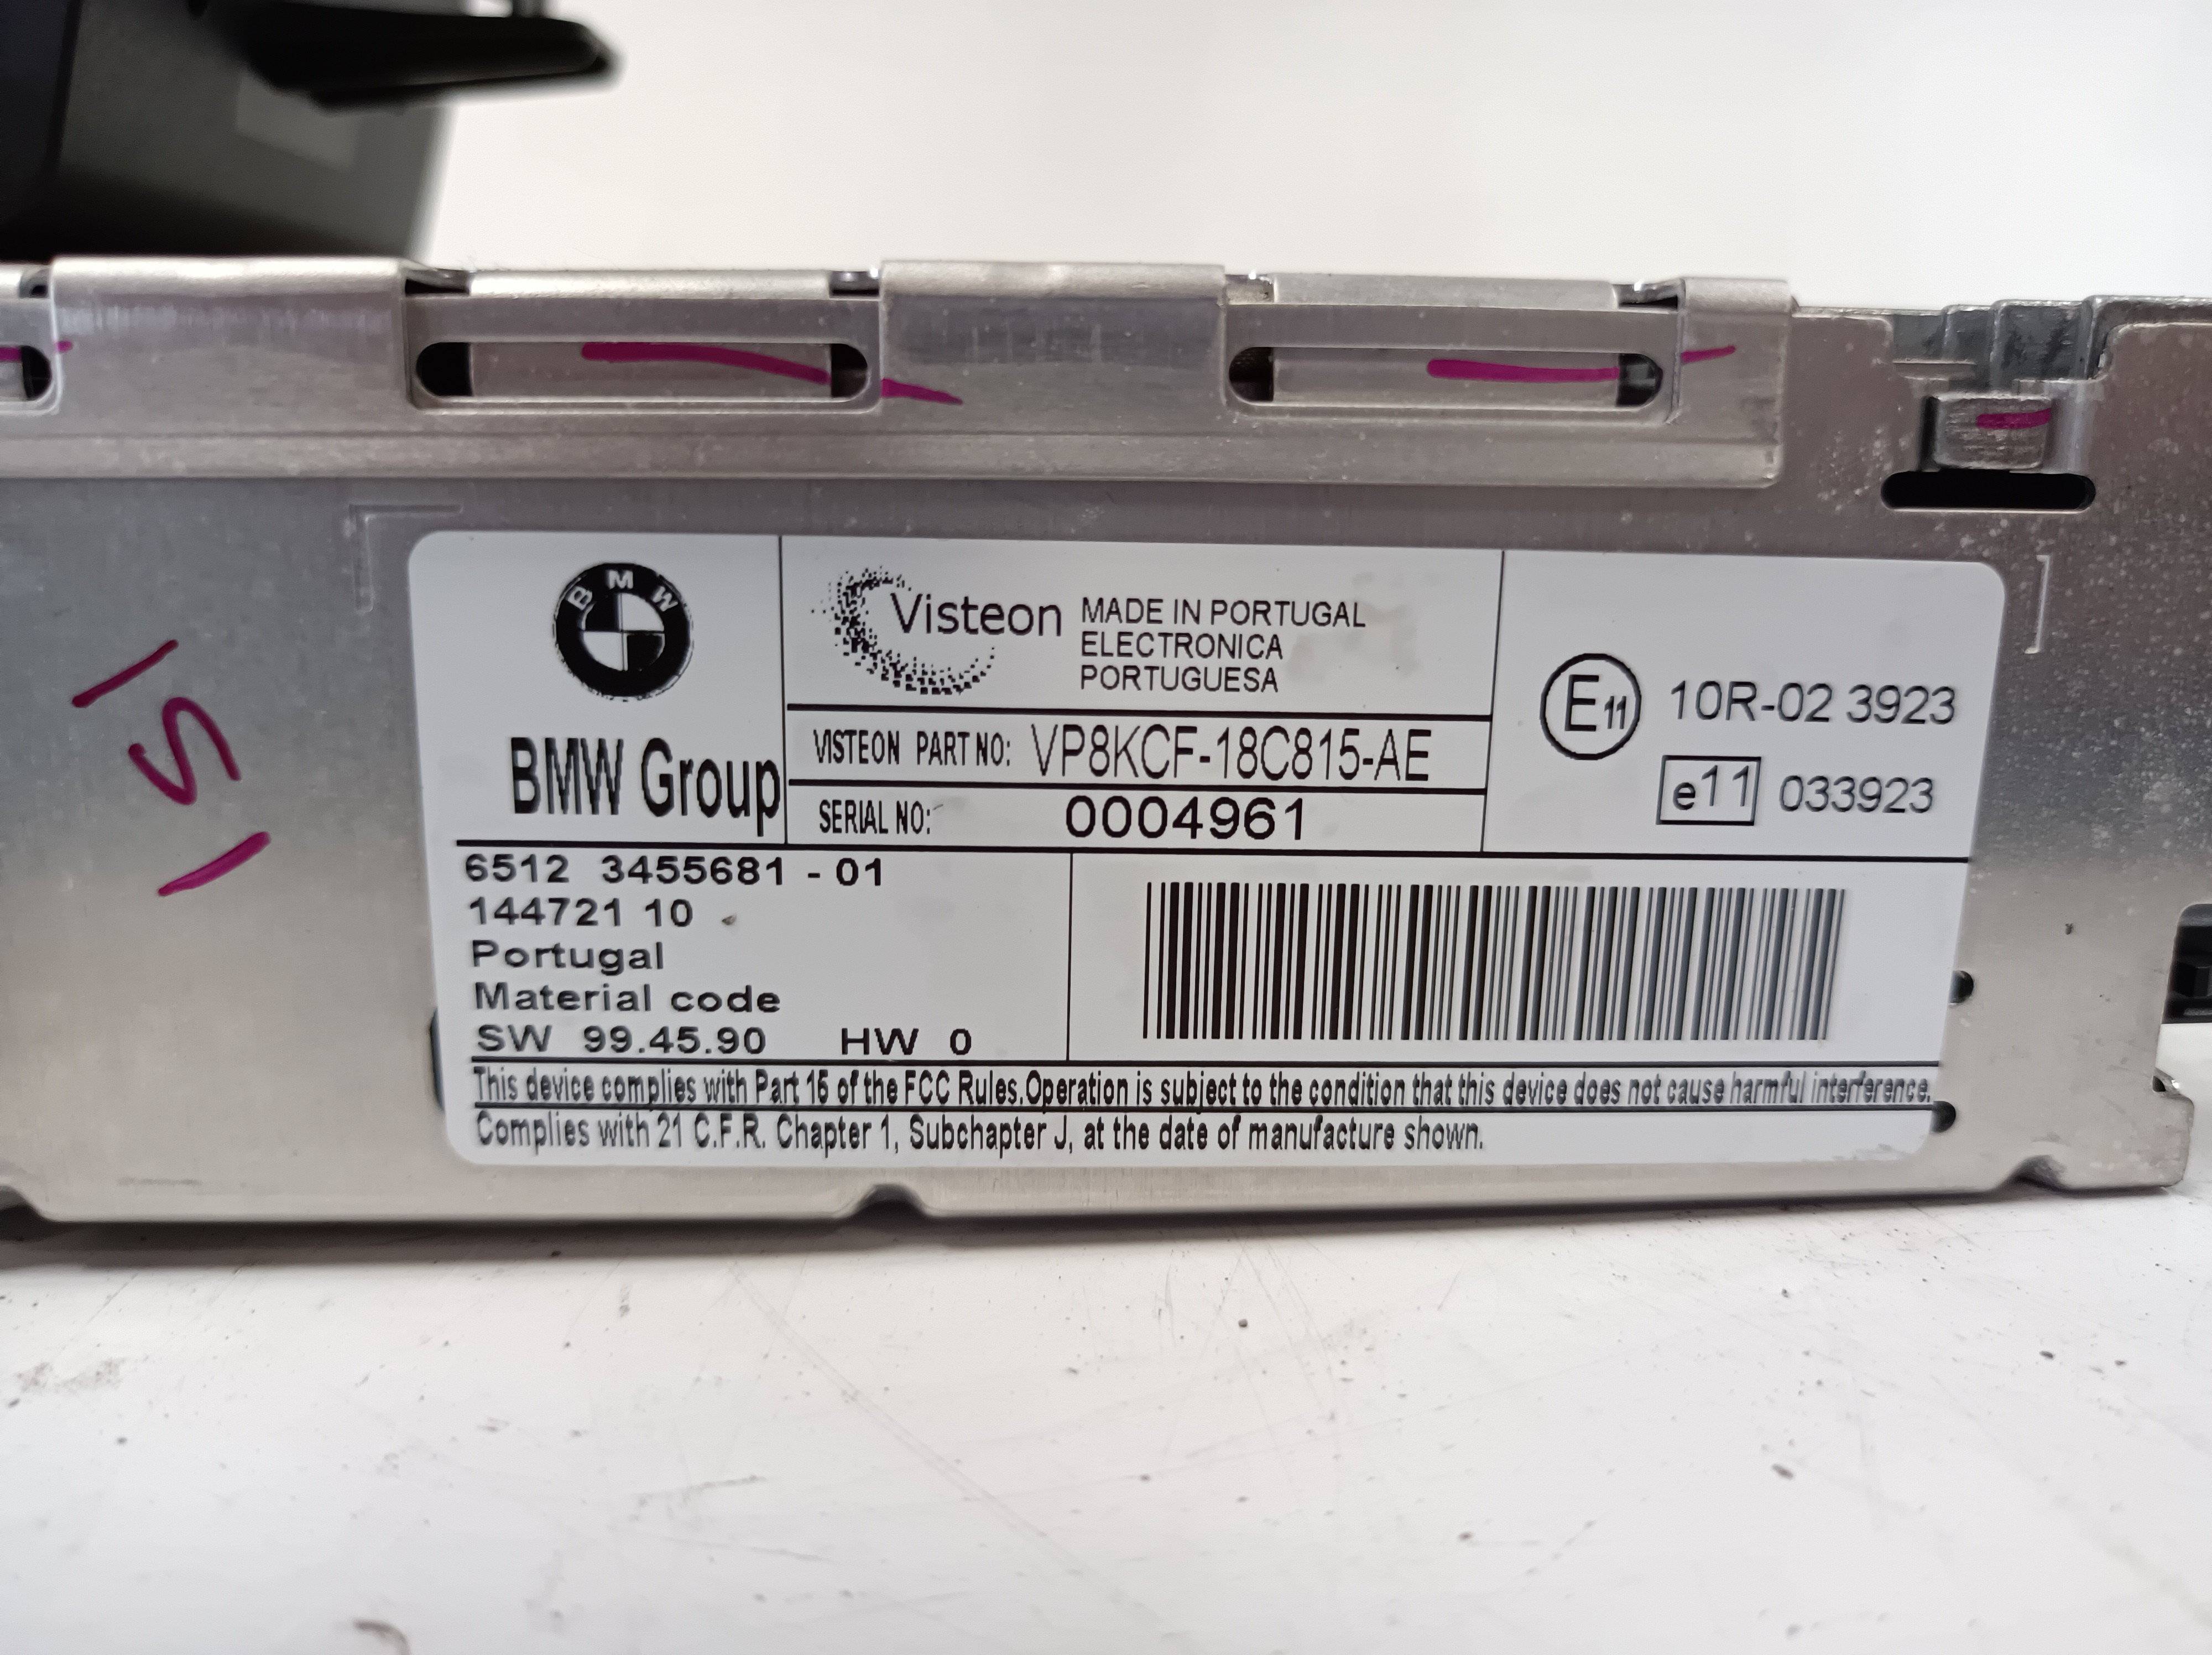 BMW
BMW Group
Visteon
MADE IN PORTUGAL
ELECTRONICA
PORTUGUESA
VISTEON PART NO: VP8KCF-18C815-AE
SERIAL NO: 0004961
E11 10R-02 3923
e11 033923
6512 3455681 - 01
144721 10
Portugal
Material code
SW 99.45.90 HW 0
This device complies with Part 15 of the FCC Rules.Operation is subject to the condition that this device does not cause harmful interference.
Complies with 21 C.F.R. Chapter 1, Subchapter J, at the date of manufacture shown.